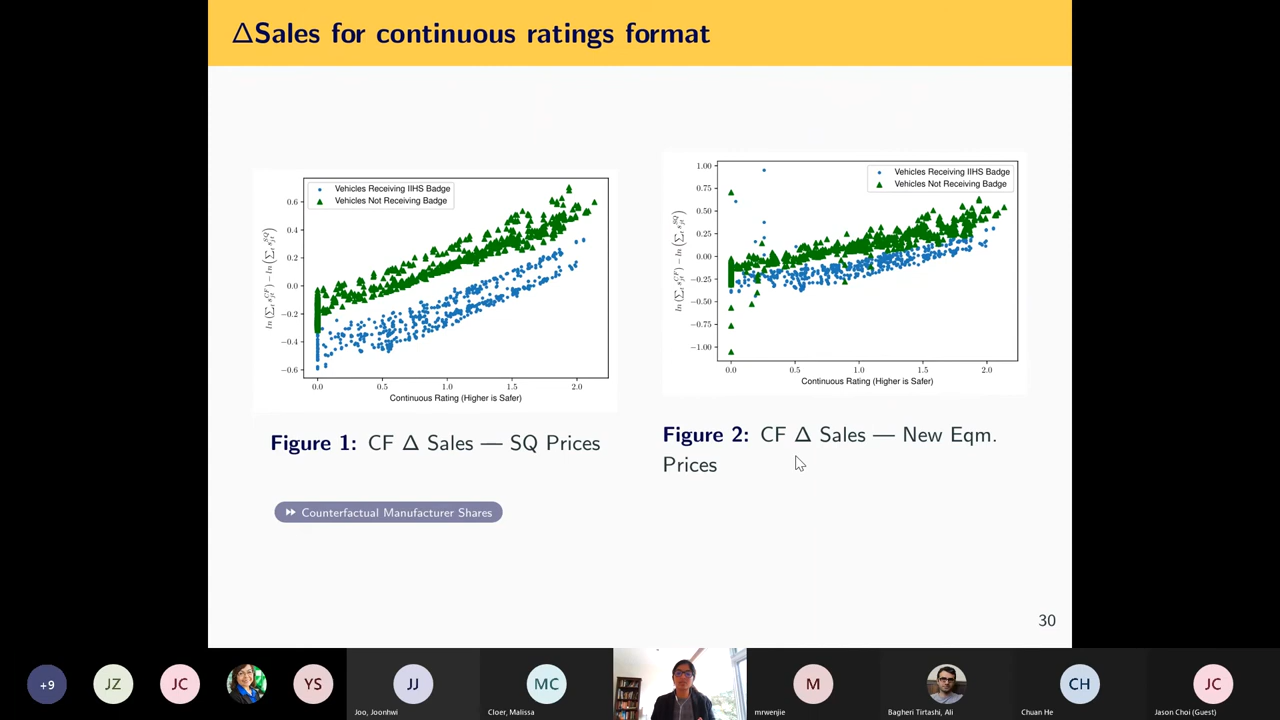 ΔSales for continuous ratings format
Vehicles Receiving IIHS Badge
Vehicles Not Receiving Badge
0.6
0.4
0.2
0.0
−0.2
−0.4
−0.6
0.0 0.5 1.0 1.5 2.0
Continuous Rating (Higher is Safer)
Figure 1: CF Δ Sales — SQ Prices
Vehicles Receiving IIHS Badge
Vehicles Not Receiving Badge
1.00
0.75
0.50
0.25
0.00
−0.25
−0.50
−0.75
−1.00
0.0 0.5 1.0 1.5 2.0
Continuous Rating (Higher is Safer)
Figure 2: CF Δ Sales — New Eqm.
Prices
Counterfactual Manufacturer Shares
30
+9
JZ
JC
YS
JJ
Joo, Joonhwi
MC
Cloer, Malissa
M
mrwenjie
Bagheri Tirtashi, Ali
CH
Chuan He
JC
Jason Choi (Guest)